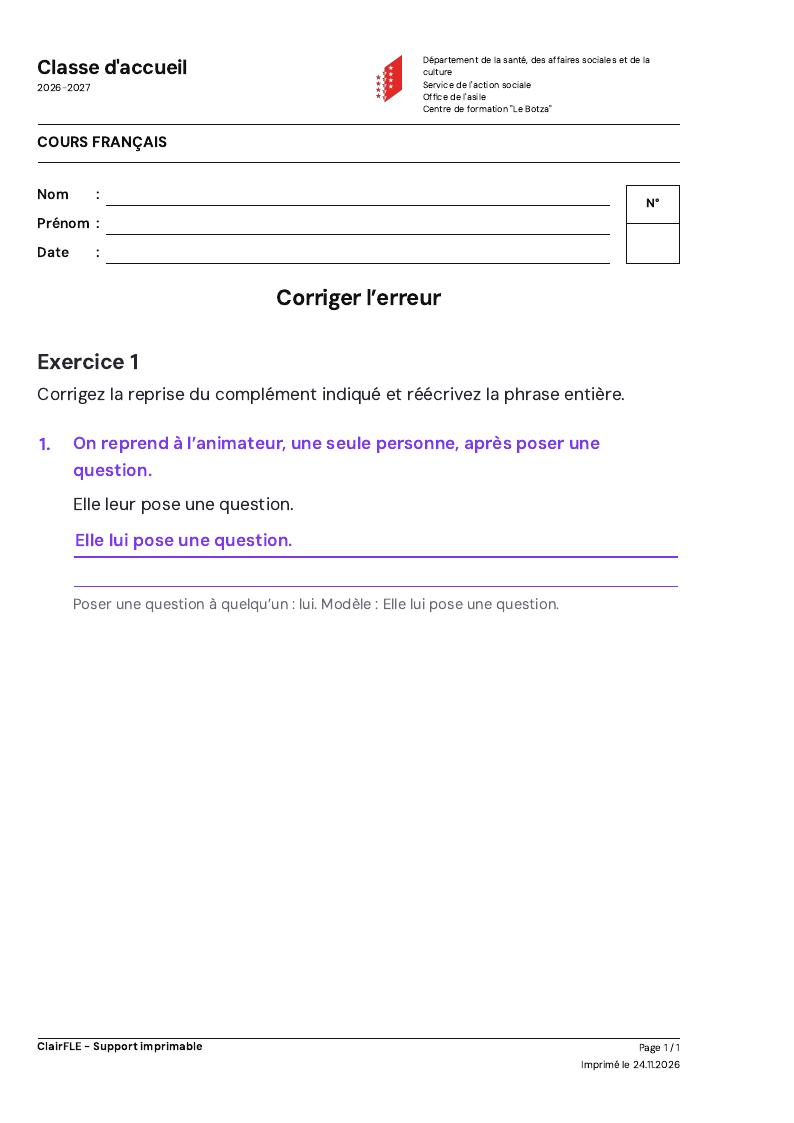 Classe d'accueil
2026-2027
Département de la santé, des affaires sociales et de la
culture
Service de l'action sociale
Office de l'asile
Centre de formation "Le Botza"
COURS FRANÇAIS
Nom :
Prénom :
Date :
N°
Corriger l’erreur
Exercice 1
Corrigez la reprise du complément indiqué et réécrivez la phrase entière.
1. On reprend à l’animateur, une seule personne, après poser une
question.
Elle leur pose une question.
Elle lui pose une question.
Poser une question à quelqu’un : lui. Modèle : Elle lui pose une question.
ClairFLE - Support imprimable
Page 1 / 1
Imprimé le 24.11.2026